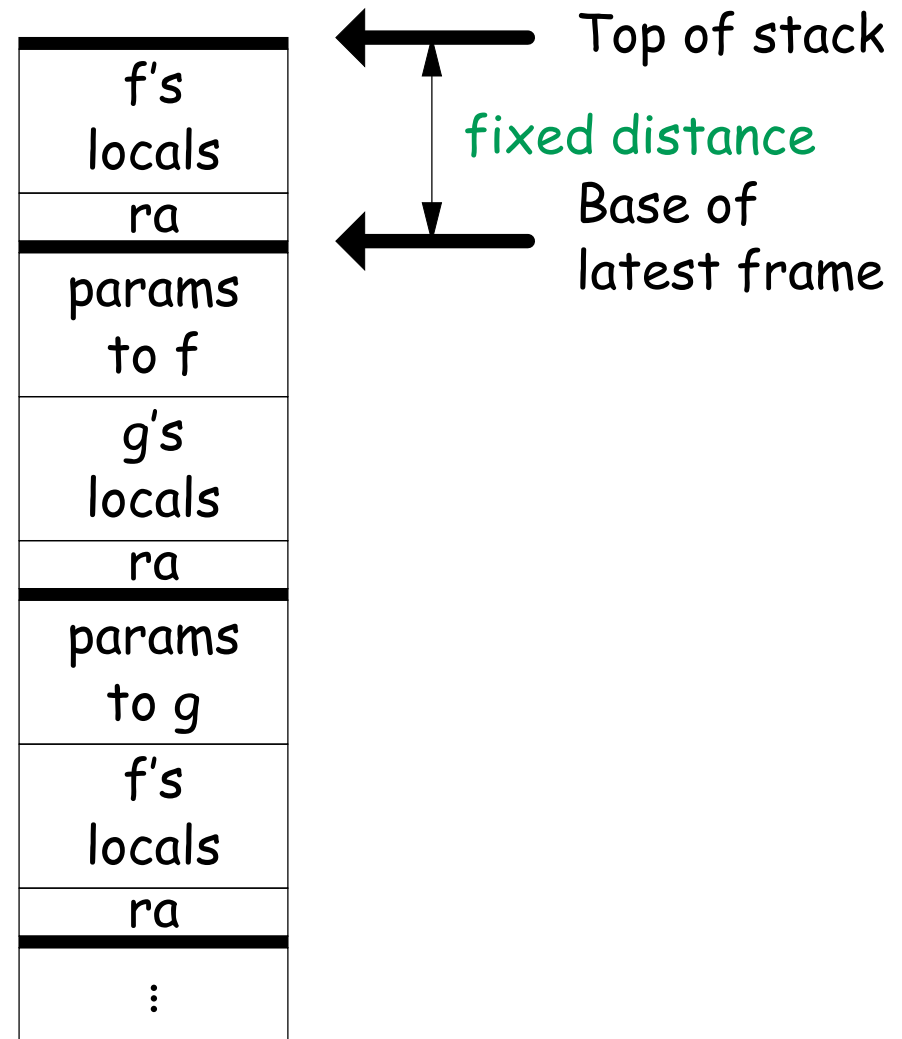 Top of stack
f's
locals
fixed distance
ra
Base of
latest frame
params
to f
g's
locals
ra
params
to g
f's
locals
ra
⋮